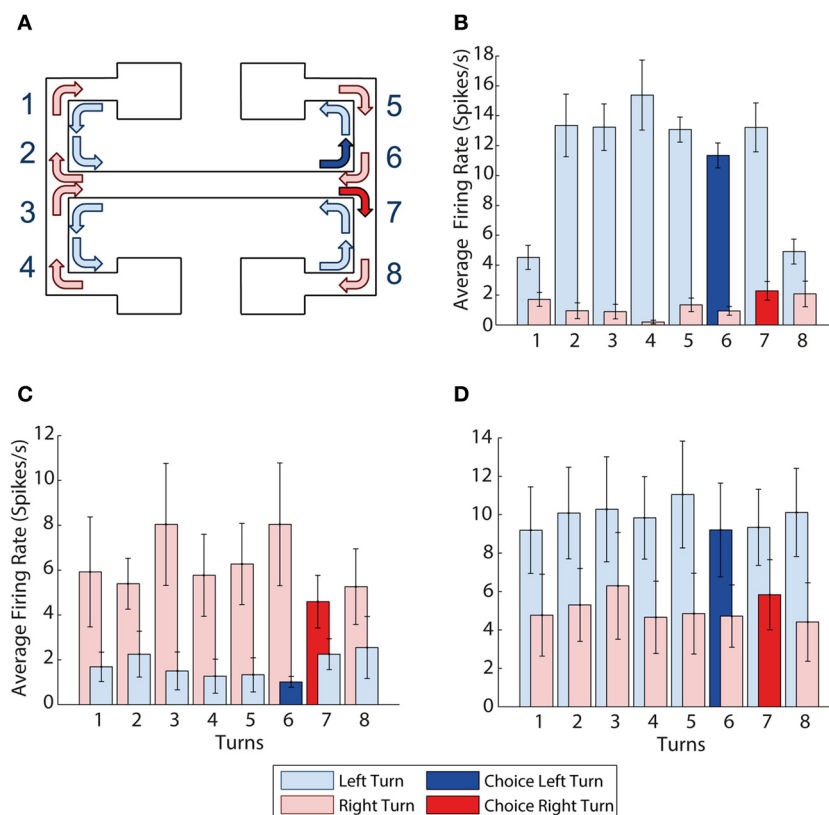 A
1
2
3
4
5
6
7
8
B
Average Firing Rate (Spikes/s)
18
16
14
12
10
8
6
4
2
0
1 2 3 4 5 6 7 8
C
Average Firing Rate (Spikes/s)
12
10
8
6
4
2
0
1 2 3 4 5 6 7 8
Turns
D
14
12
10
8
6
4
2
0
1 2 3 4 5 6 7 8
Turns
Left Turn Choice Left Turn
Right Turn Choice Right Turn